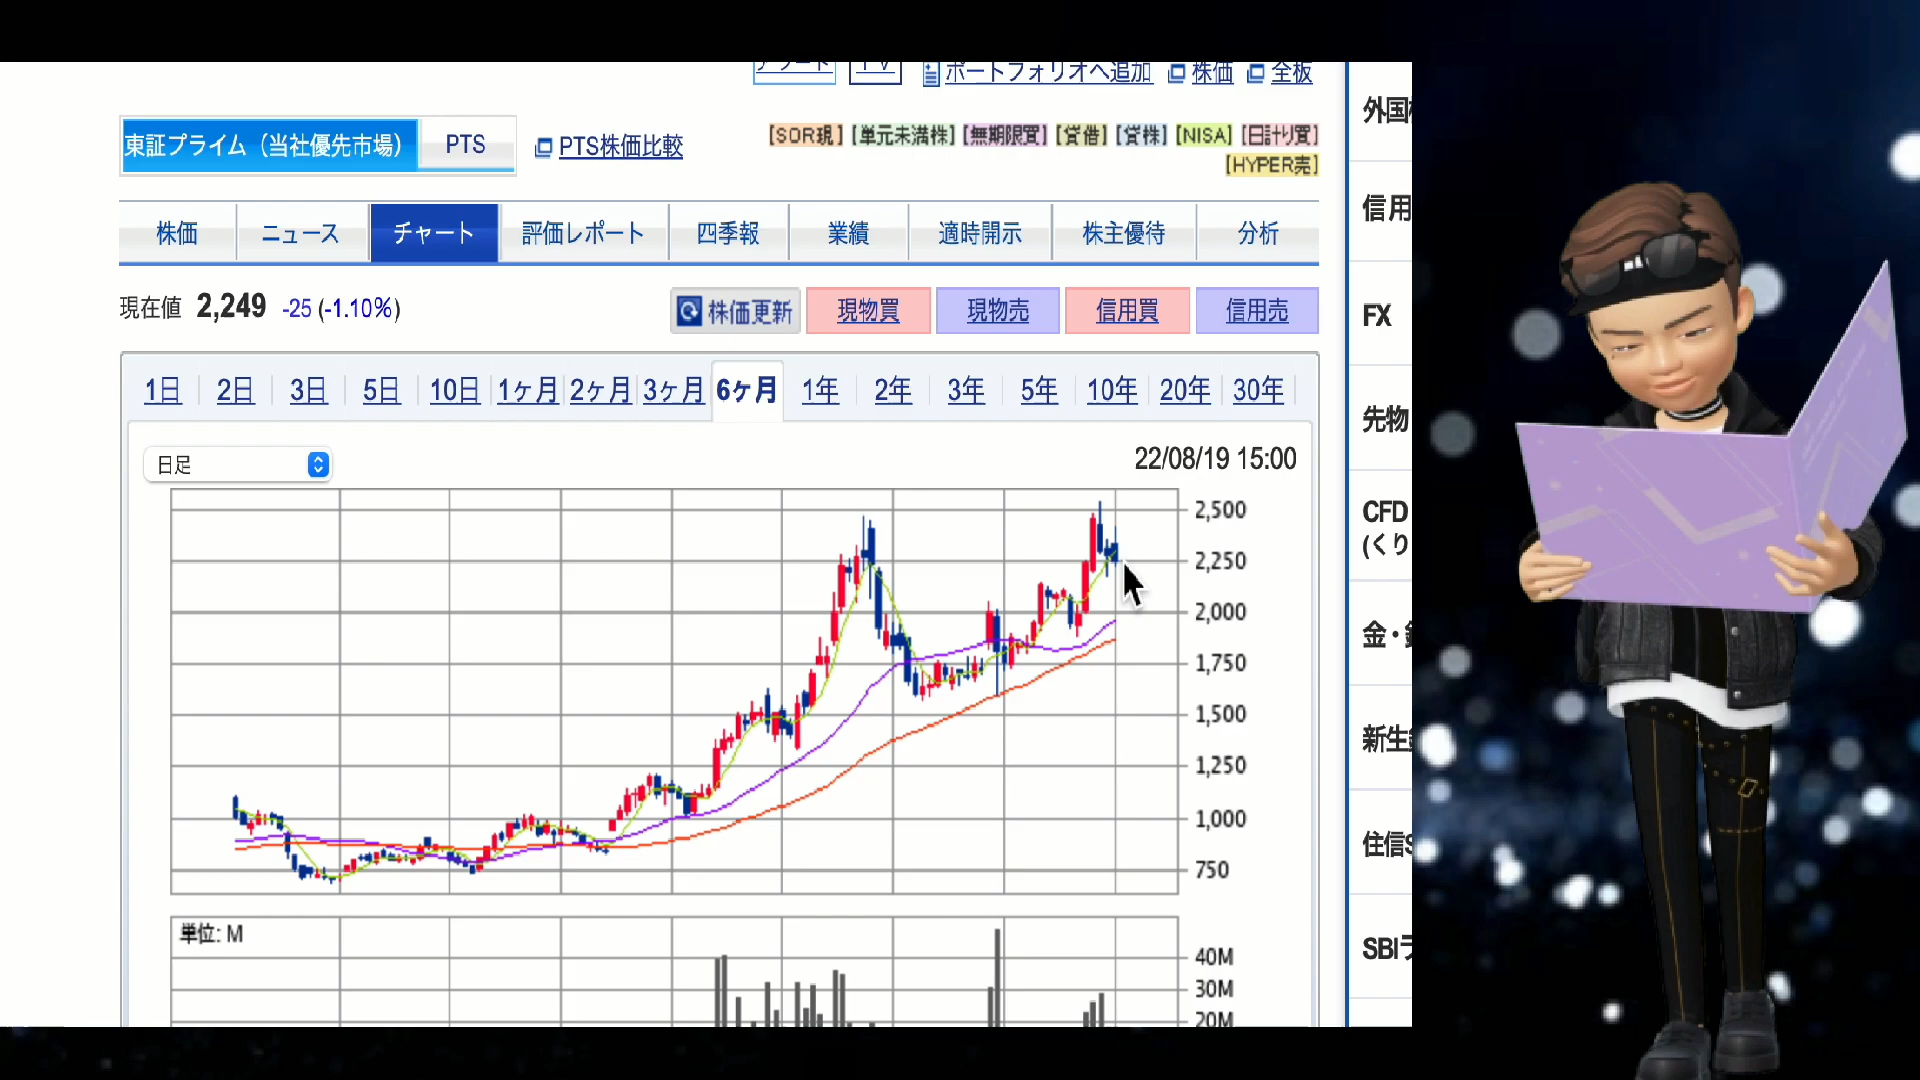 ポートフォリオへ追加 株価 全板
東証プライム（当社優先市場） PTS PTS株価比較
[SOR現] [単元未満株] [無期限買] [貸借] [貸株] [NISA] [日計り買]
[HYPER売]
株価 ニュース チャート 評価レポート 四季報 業績 適時開示 株主優待 分析
現在値 2,249 -25 (-1.10%)
株価更新 現物買 現物売 信用買 信用売
1日 2日 3日 5日 10日 1ヶ月 2ヶ月 3ヶ月 6ヶ月 1年 2年 3年 5年 10年 20年 30年
日足
22/08/19 15:00
2,500
2,250
2,000
1,750
1,500
1,250
1,000
750
単位: M
40M
30M
20M
外国
信用
FX
先物
CFD
(くり
金・
新生
住信S
SBI